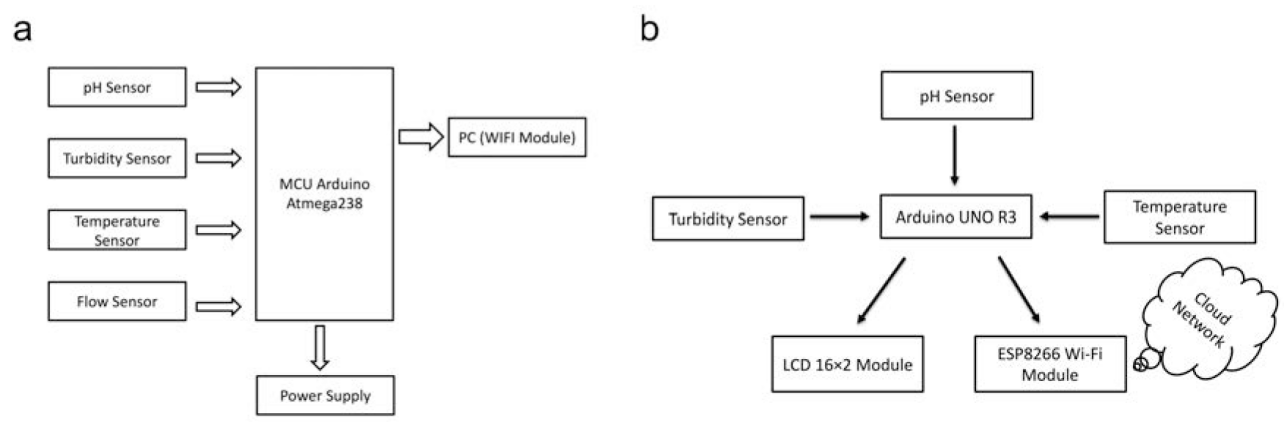 a
pH Sensor
Turbidity Sensor
Temperature
Sensor
Flow Sensor
MCU Arduino
Atmega238
PC (WIFI Module)
Power Supply
b
pH Sensor
Turbidity Sensor
Arduino UNO R3
Temperature
Sensor
LCD 16×2 Module
ESP8266 Wi-Fi
Module
Cloud
Network